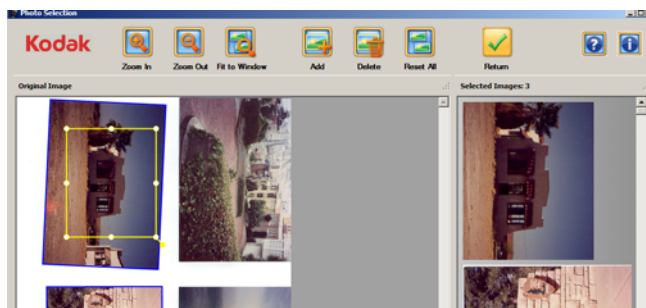 Photo Selection
Kodak
Zoom In
Zoom Out
Fit to Window
Add
Delete
Reset All
Return
Original Image
Selected Images: 3